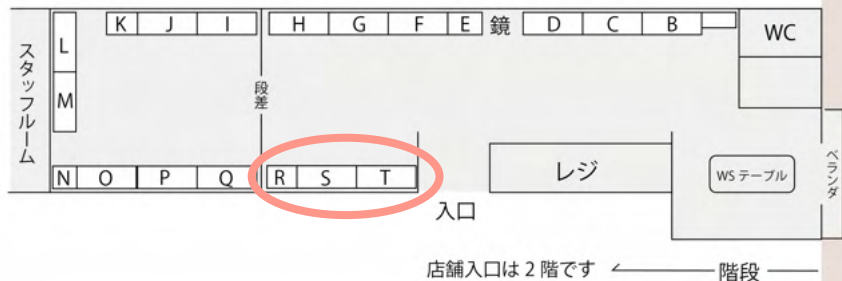 K J I H G F E 鏡 D C B WC
L
M
スタッフルーム
段差
N O P Q R S T
レジ
WS テーブル
ベランダ
入口
店舗入口は 2 階です
階段